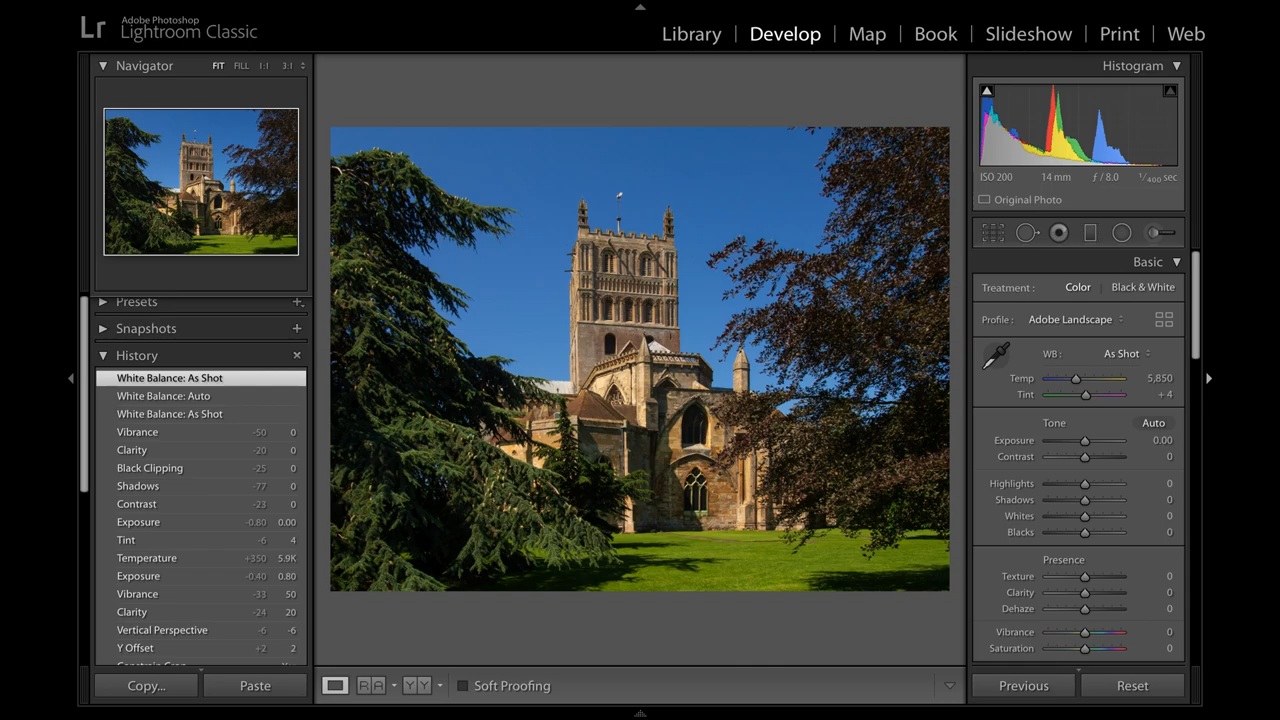 Lr
Adobe Photoshop
Lightroom Classic
Library | Develop | Map | Book | Slideshow | Print | Web
Navigator FIT FILL 1:1 3:1
Presets
Snapshots
History
White Balance: As Shot
White Balance: Auto
White Balance: As Shot
Vibrance -50 0
Clarity -20 0
Black Clipping -25 0
Shadows -77 0
Contrast -23 0
Exposure -0.80 0.00
Tint -6 4
Temperature +350 5.9K
Exposure -0.40 0.80
Vibrance -33 50
Clarity -24 20
Vertical Perspective -6 -6
Y Offset +2 2
Copy... Paste
R A Y Y Soft Proofing
Histogram
ISO 200 14 mm ƒ / 8.0 1/400 sec
Original Photo
Basic
Treatment : Color | Black & White
Profile : Adobe Landscape
WB : As Shot
Temp 5,850
Tint + 4
Tone Auto
Exposure 0.00
Contrast 0
Highlights 0
Shadows 0
Whites 0
Blacks 0
Presence
Texture 0
Clarity 0
Dehaze 0
Vibrance 0
Saturation 0
Previous Reset